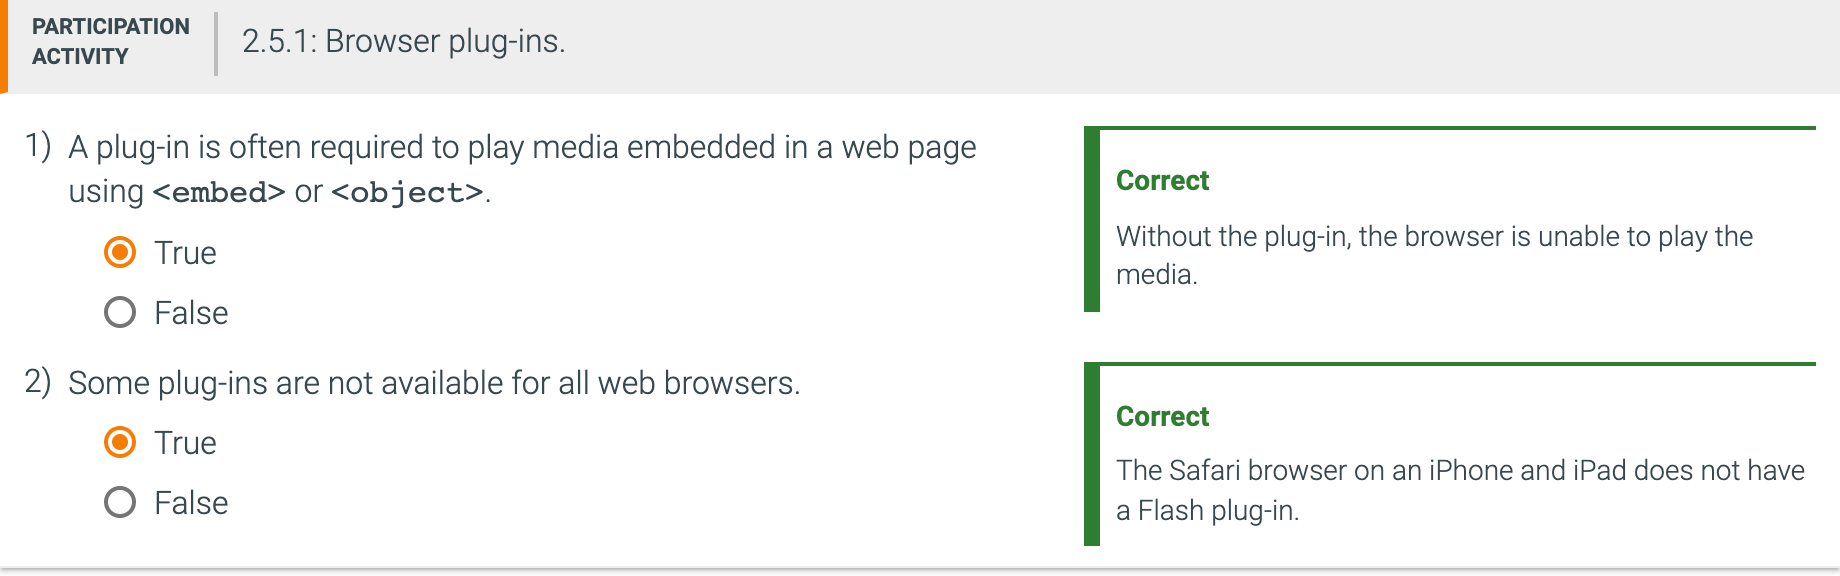 PARTICIPATION
ACTIVITY
2.5.1: Browser plug-ins.
1) A plug-in is often required to play media embedded in a web page
using <embed> or <object>.
True
False
Correct
Without the plug-in, the browser is unable to play the
media.
2) Some plug-ins are not available for all web browsers.
True
False
Correct
The Safari browser on an iPhone and iPad does not have
a Flash plug-in.